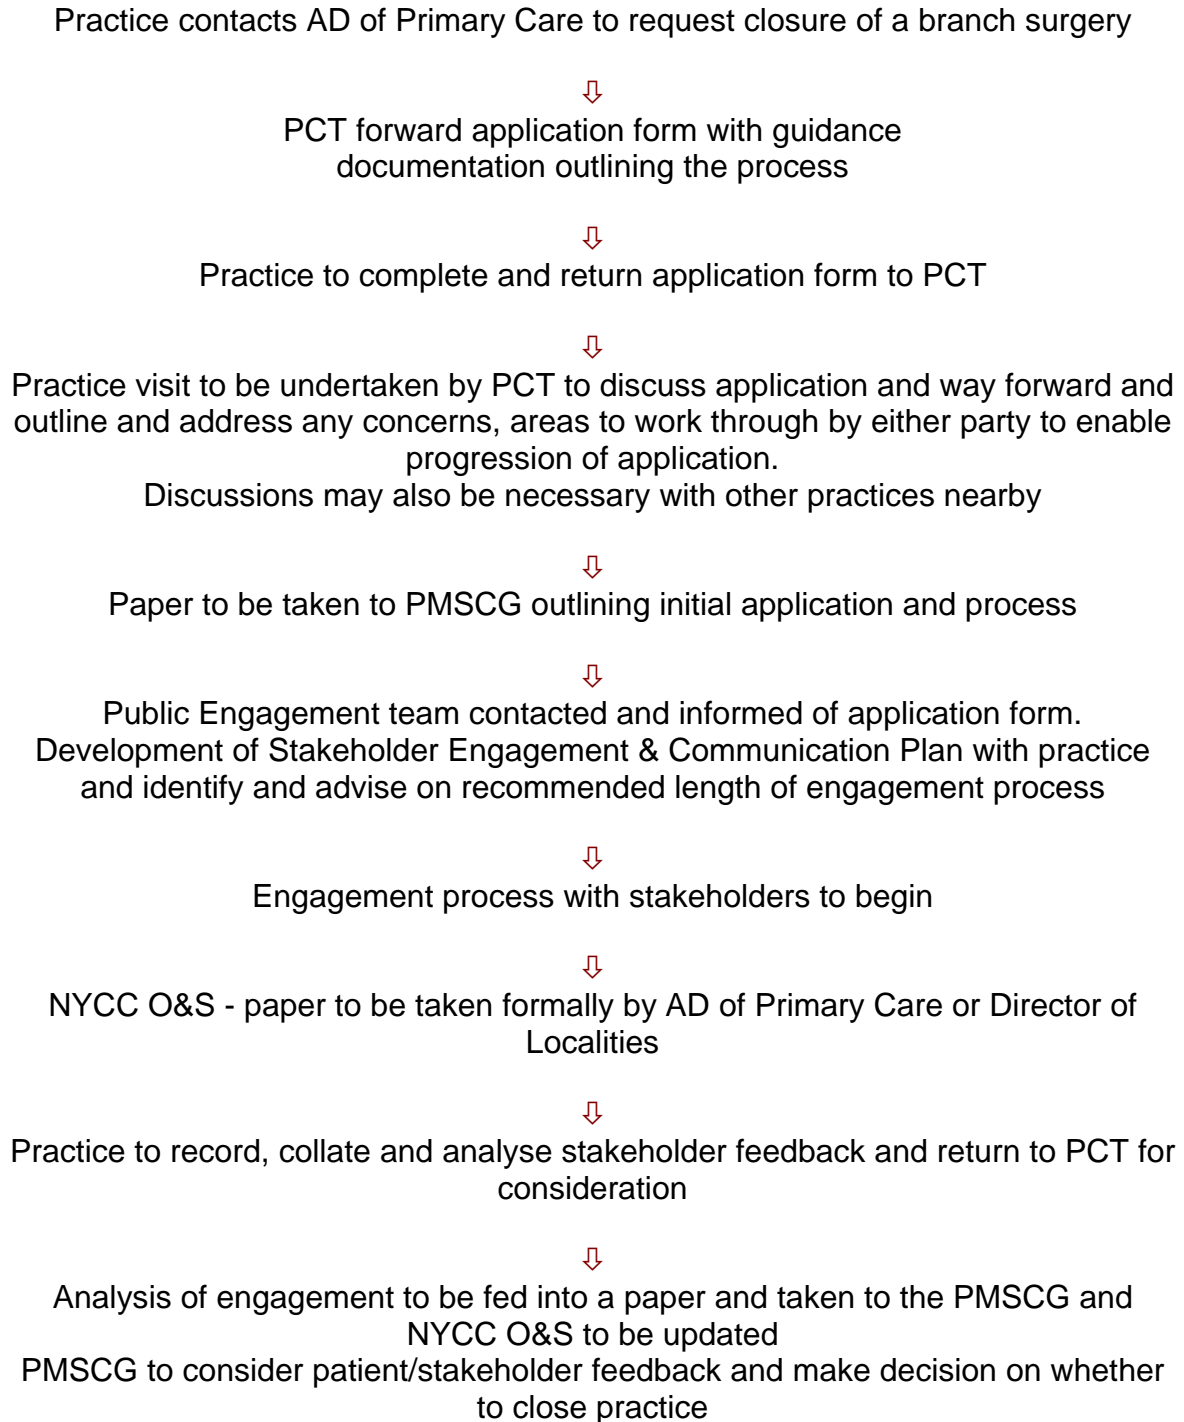 Practice contacts AD of Primary Care to request closure of a branch surgery
⇩
PCT forward application form with guidance
documentation outlining the process
⇩
Practice to complete and return application form to PCT
⇩
Practice visit to be undertaken by PCT to discuss application and way forward and
outline and address any concerns, areas to work through by either party to enable
progression of application.
Discussions may also be necessary with other practices nearby
⇩
Paper to be taken to PMSCG outlining initial application and process
⇩
Public Engagement team contacted and informed of application form.
Development of Stakeholder Engagement & Communication Plan with practice
and identify and advise on recommended length of engagement process
⇩
Engagement process with stakeholders to begin
⇩
NYCC O&S - paper to be taken formally by AD of Primary Care or Director of
Localities
⇩
Practice to record, collate and analyse stakeholder feedback and return to PCT for
consideration
⇩
Analysis of engagement to be fed into a paper and taken to the PMSCG and
NYCC O&S to be updated
PMSCG to consider patient/stakeholder feedback and make decision on whether
to close practice